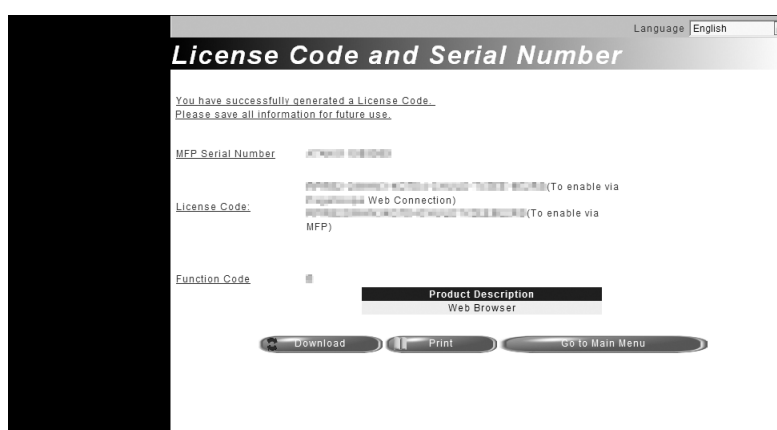 Language English
License Code and Serial Number
You have successfully generated a License Code.
Please save all information for future use.
MFP Serial Number
License Code:
(To enable via
Web Connection)
(To enable via
MFP)
Function Code
Product Description
Web Browser
Download Print Go to Main Menu